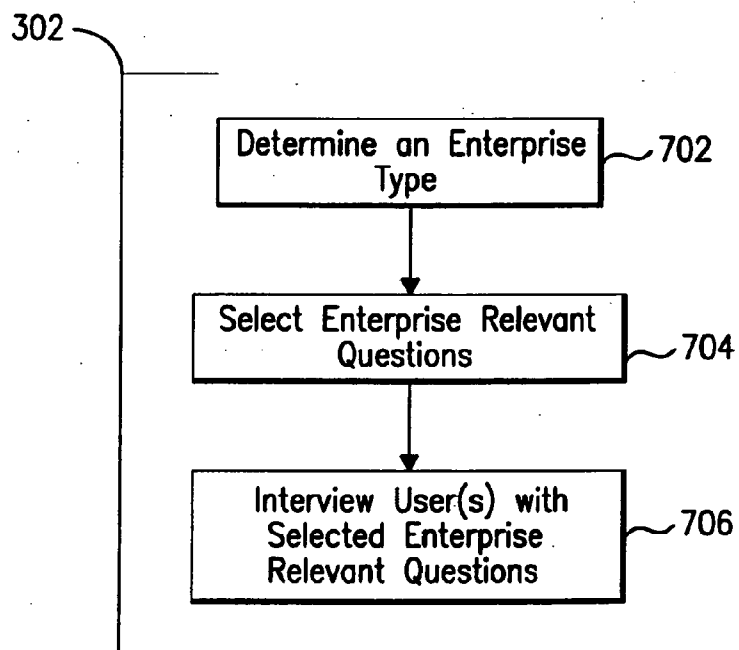 302
Determine an Enterprise
Type
702
Select Enterprise Relevant
Questions
704
Interview User(s) with
Selected Enterprise
Relevant Questions
706